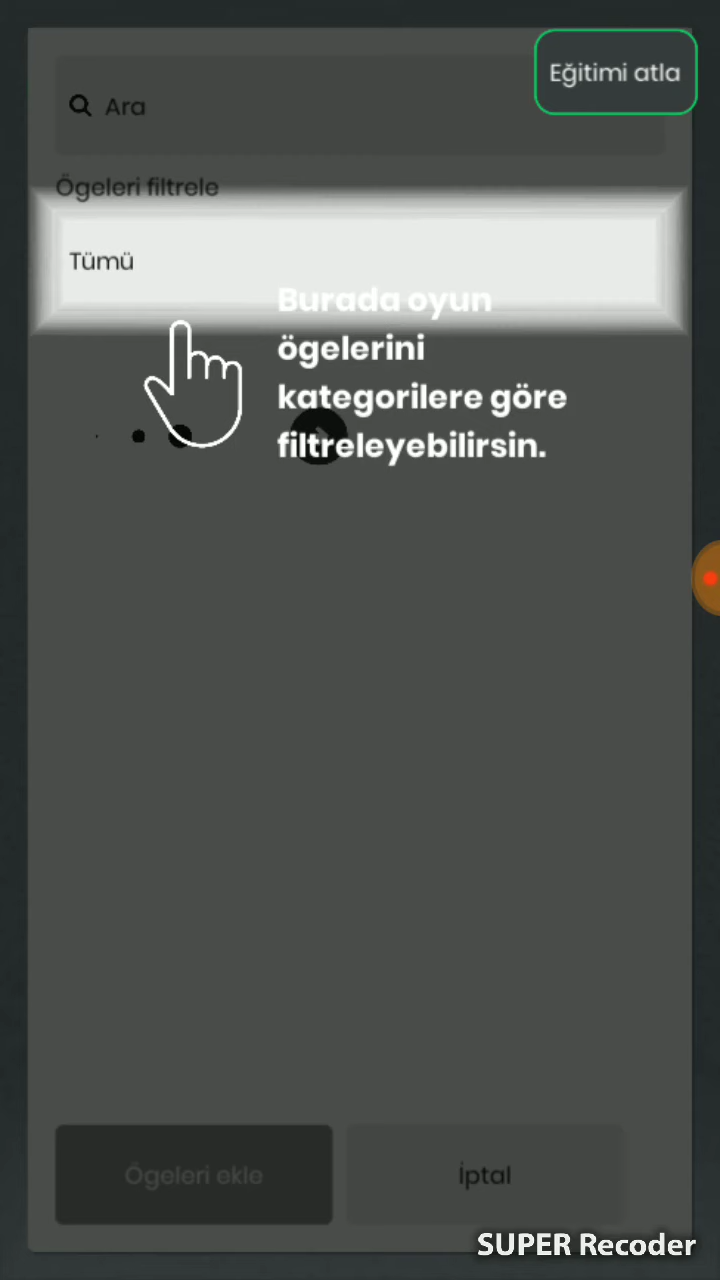 Eğitimi atla
Ara
Ögeleri filtrele
Tümü
Burada oyun
ögelerini
kategorilere göre
filtreleyebilirsin.
Ögeleri ekle
İptal
SUPER Recoder